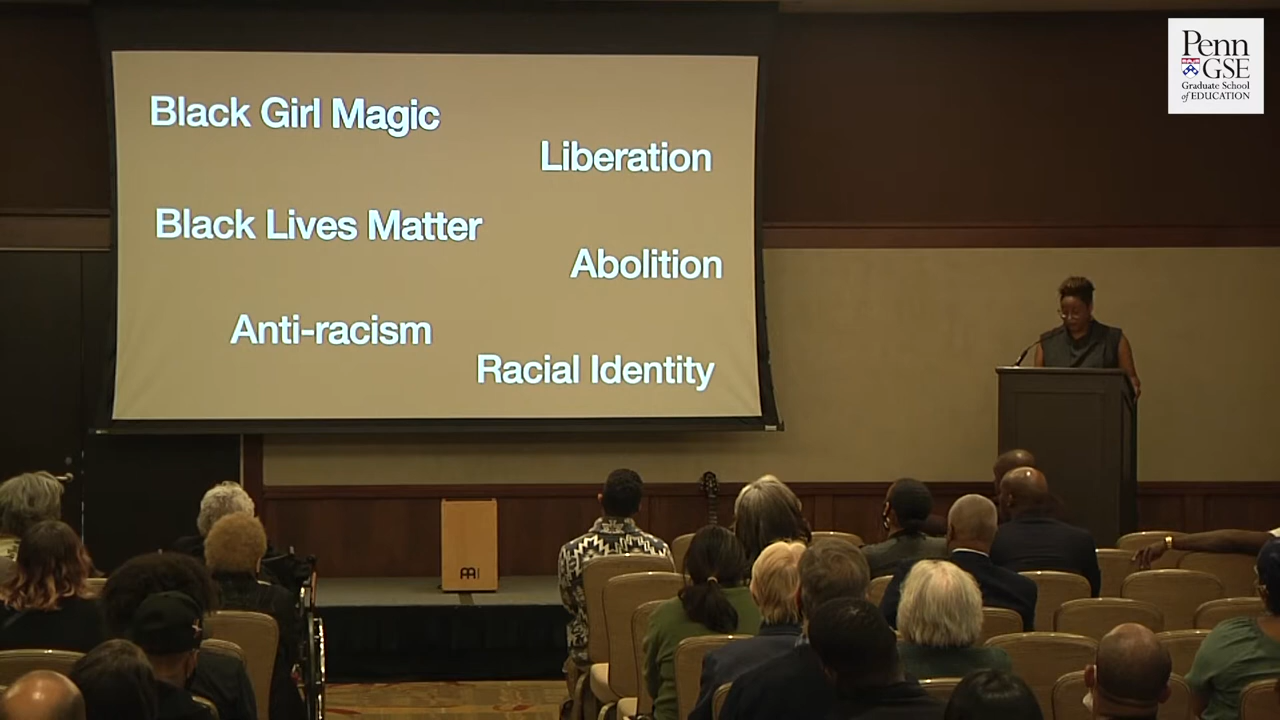 Black Girl Magic
Liberation
Black Lives Matter
Abolition
Anti-racism
Racial Identity
Penn
GSE
Graduate School
of EDUCATION